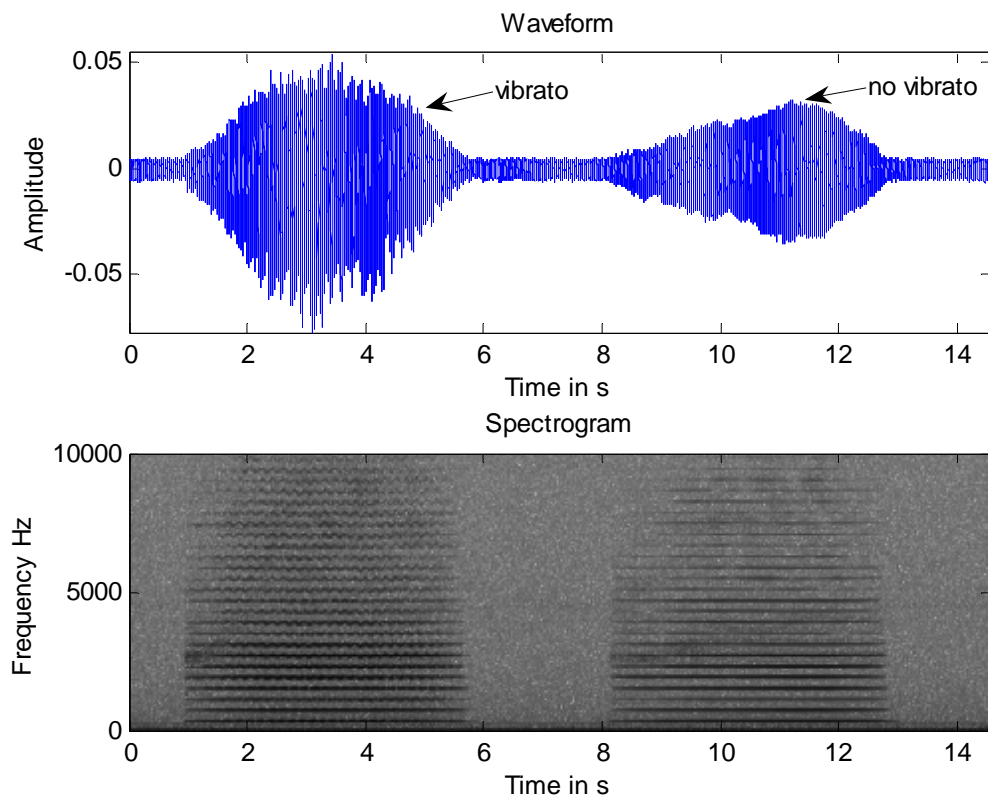 Waveform
0.05
0
-0.05
Amplitude
vibrato
no vibrato
0 2 4 6 8 10 12 14
Time in s
Spectrogram
10000
5000
0
Frequency Hz
0 2 4 6 8 10 12 14
Time in s